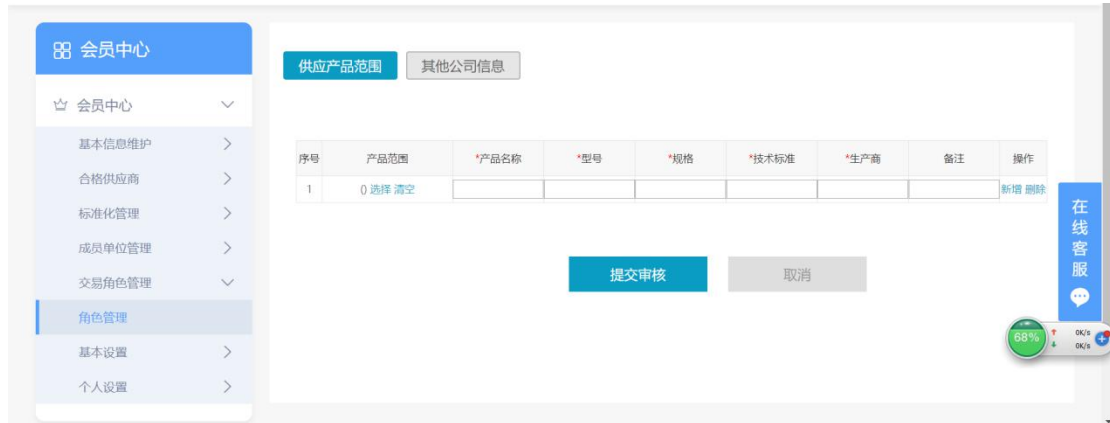 会员中心
会员中心
基本信息维护
合格供应商
标准化管理
成员单位管理
交易角色管理
角色管理
基本设置
个人设置
供应产品范围 其他公司信息
序号 产品范围 *产品名称 *型号 *规格 *技术标准 *生产商 备注 操作
1 () 选择 清空 新增 删除
提交审核 取消
在线客服
68% 0K/s
0K/s